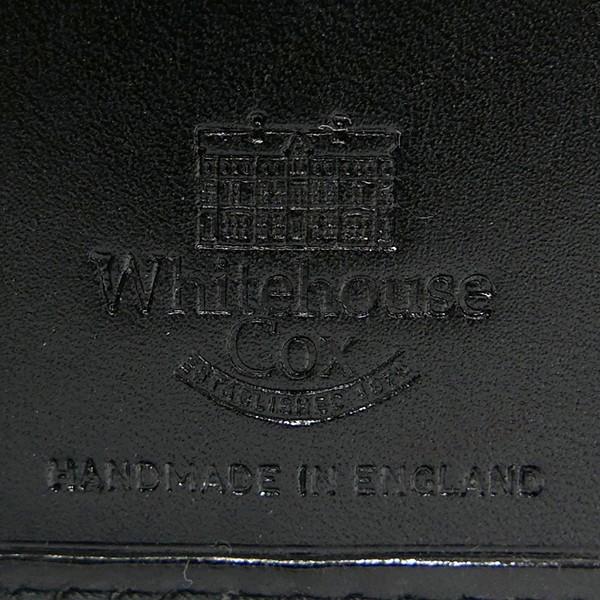 Whitehouse
Cox
ESTABLISHED 1875
HANDMADE IN ENGLAND